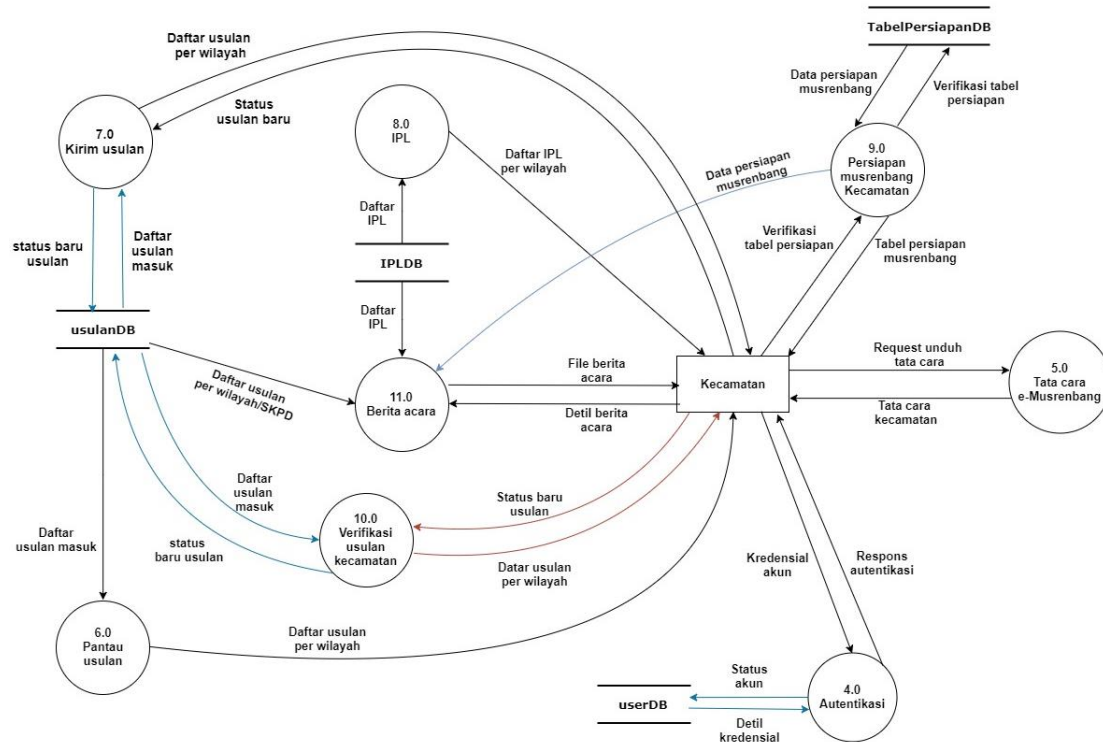 TabelPersiapanDB
Daftar usulan
per wilayah
Status
usulan baru
Data persiapan
musrenbang
Verifikasi tabel
persiapan
7.0
Kirim usulan
8.0
IPL
Daftar IPL
per wilayah
Data persiapan
musrenbang
9.0
Persiapan
musrenbang
Kecamatan
status baru
usulan
Daftar
usulan
masuk
Daftar
IPL
IPLDB
Verifikasi
tabel persiapan
Tabel persiapan
musrenbang
usulanDB
Daftar
IPL
Daftar usulan
per wilayah/SKPD
11.0
Berita acara
File berita
acara
Detil berita
acara
Kecamatan
Request unduh
tata cara
Tata cara
kecamatan
5.0
Tata cara
e-Musrenbang
Daftar
usulan
masuk
Status baru
usulan
10.0
Verifikasi
usulan
kecamatan
Datar usulan
per wilayah
status
baru usulan
Daftar
usulan masuk
Kredensial
akun
Respons
autentikasi
6.0
Pantau
usulan
Daftar usulan
per wilayah
userDB
Status
akun
Detil
kredensial
4.0
Autentikasi